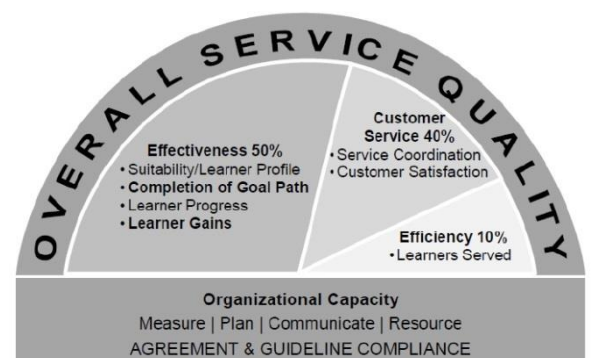 OVERALL SERVICE QUALITY
Effectiveness 50%
• Suitability/Learner Profile
• Completion of Goal Path
• Learner Progress
• Learner Gains
Customer
Service 40%
• Service Coordination
• Customer Satisfaction
Efficiency 10%
• Learners Served
Organizational Capacity
Measure | Plan | Communicate | Resource
AGREEMENT & GUIDELINE COMPLIANCE